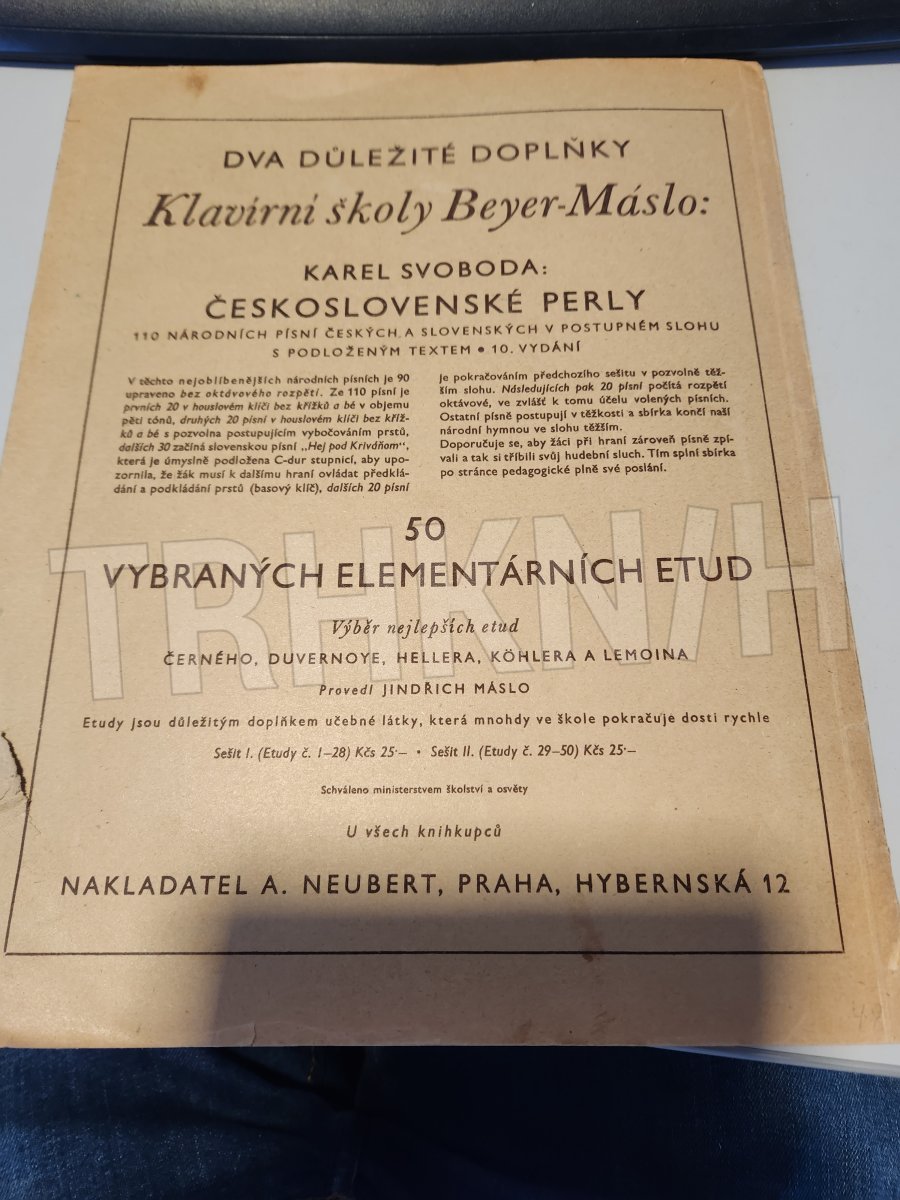 DVA DŮLEŽITÉ DOPLŇKY
Klavírní školy Beyer-Máslo:
KAREL SVOBODA:
ČESKOSLOVENSKÉ PERLY
110 NÁRODNÍCH PÍSNÍ ČESKÝCH A SLOVENSKÝCH V POSTUPNÉM SLOHU
S PODLOŽENÝM TEXTEM • 10. VYDÁNÍ
V těchto nejoblíbenějších národních písních je 90
upraveno bez oktávového rozpětí. Ze 110 písní je
prvních 20 v houslovém klíči bez křížků a bé v objemu
pěti tónů, druhých 20 písní v houslovém klíči bez kříž-
ků a bé s pozvolna postupujícím vybočováním prstů,
dalších 30 začíná slovenskou písní „Hej pod Kriváňom“,
která je úmyslně podložena C-dur stupnicí, aby upo-
zornila, že žák musí k dalšímu hraní ovládat předklá-
dání a podkládání prstů (basový klíč), dalších 20 písní
je pokračováním předchozího sešitu v pozvolně těž-
ším slohu. Následujících pak 20 písní počítá rozpětí
oktávové, ve zvlášť k tomu účelu volených písních.
Ostatní písně postupují v těžkosti a sbírka končí naší
národní hymnou ve slohu těžším.
Doporučuje se, aby žáci při hraní zároveň písně zpí-
vali a tak si tříbili svůj hudební sluch. Tím splní sbírka
po stránce pedagogické plně své poslání.
50
VYBRANÝCH ELEMENTÁRNÍCH ETUD
Výběr nejlepších etud
ČERNÉHO, DUVERNOYE, HELLERA, KÖHLERA A LEMOINA
Provedl JINDŘICH MÁSLO
Etudy jsou důležitým doplňkem učebné látky, která mnohdy ve škole pokračuje dosti rychle
Sešit I. (Etudy č. 1–28) Kčs 25·— • Sešit II. (Etudy č. 29–50) Kčs 25·—
Schváleno ministerstvem školství a osvěty
U všech knihkupců
NAKLADATEL A. NEUBERT, PRAHA, HYBERNSKÁ 12
TRHKN/H